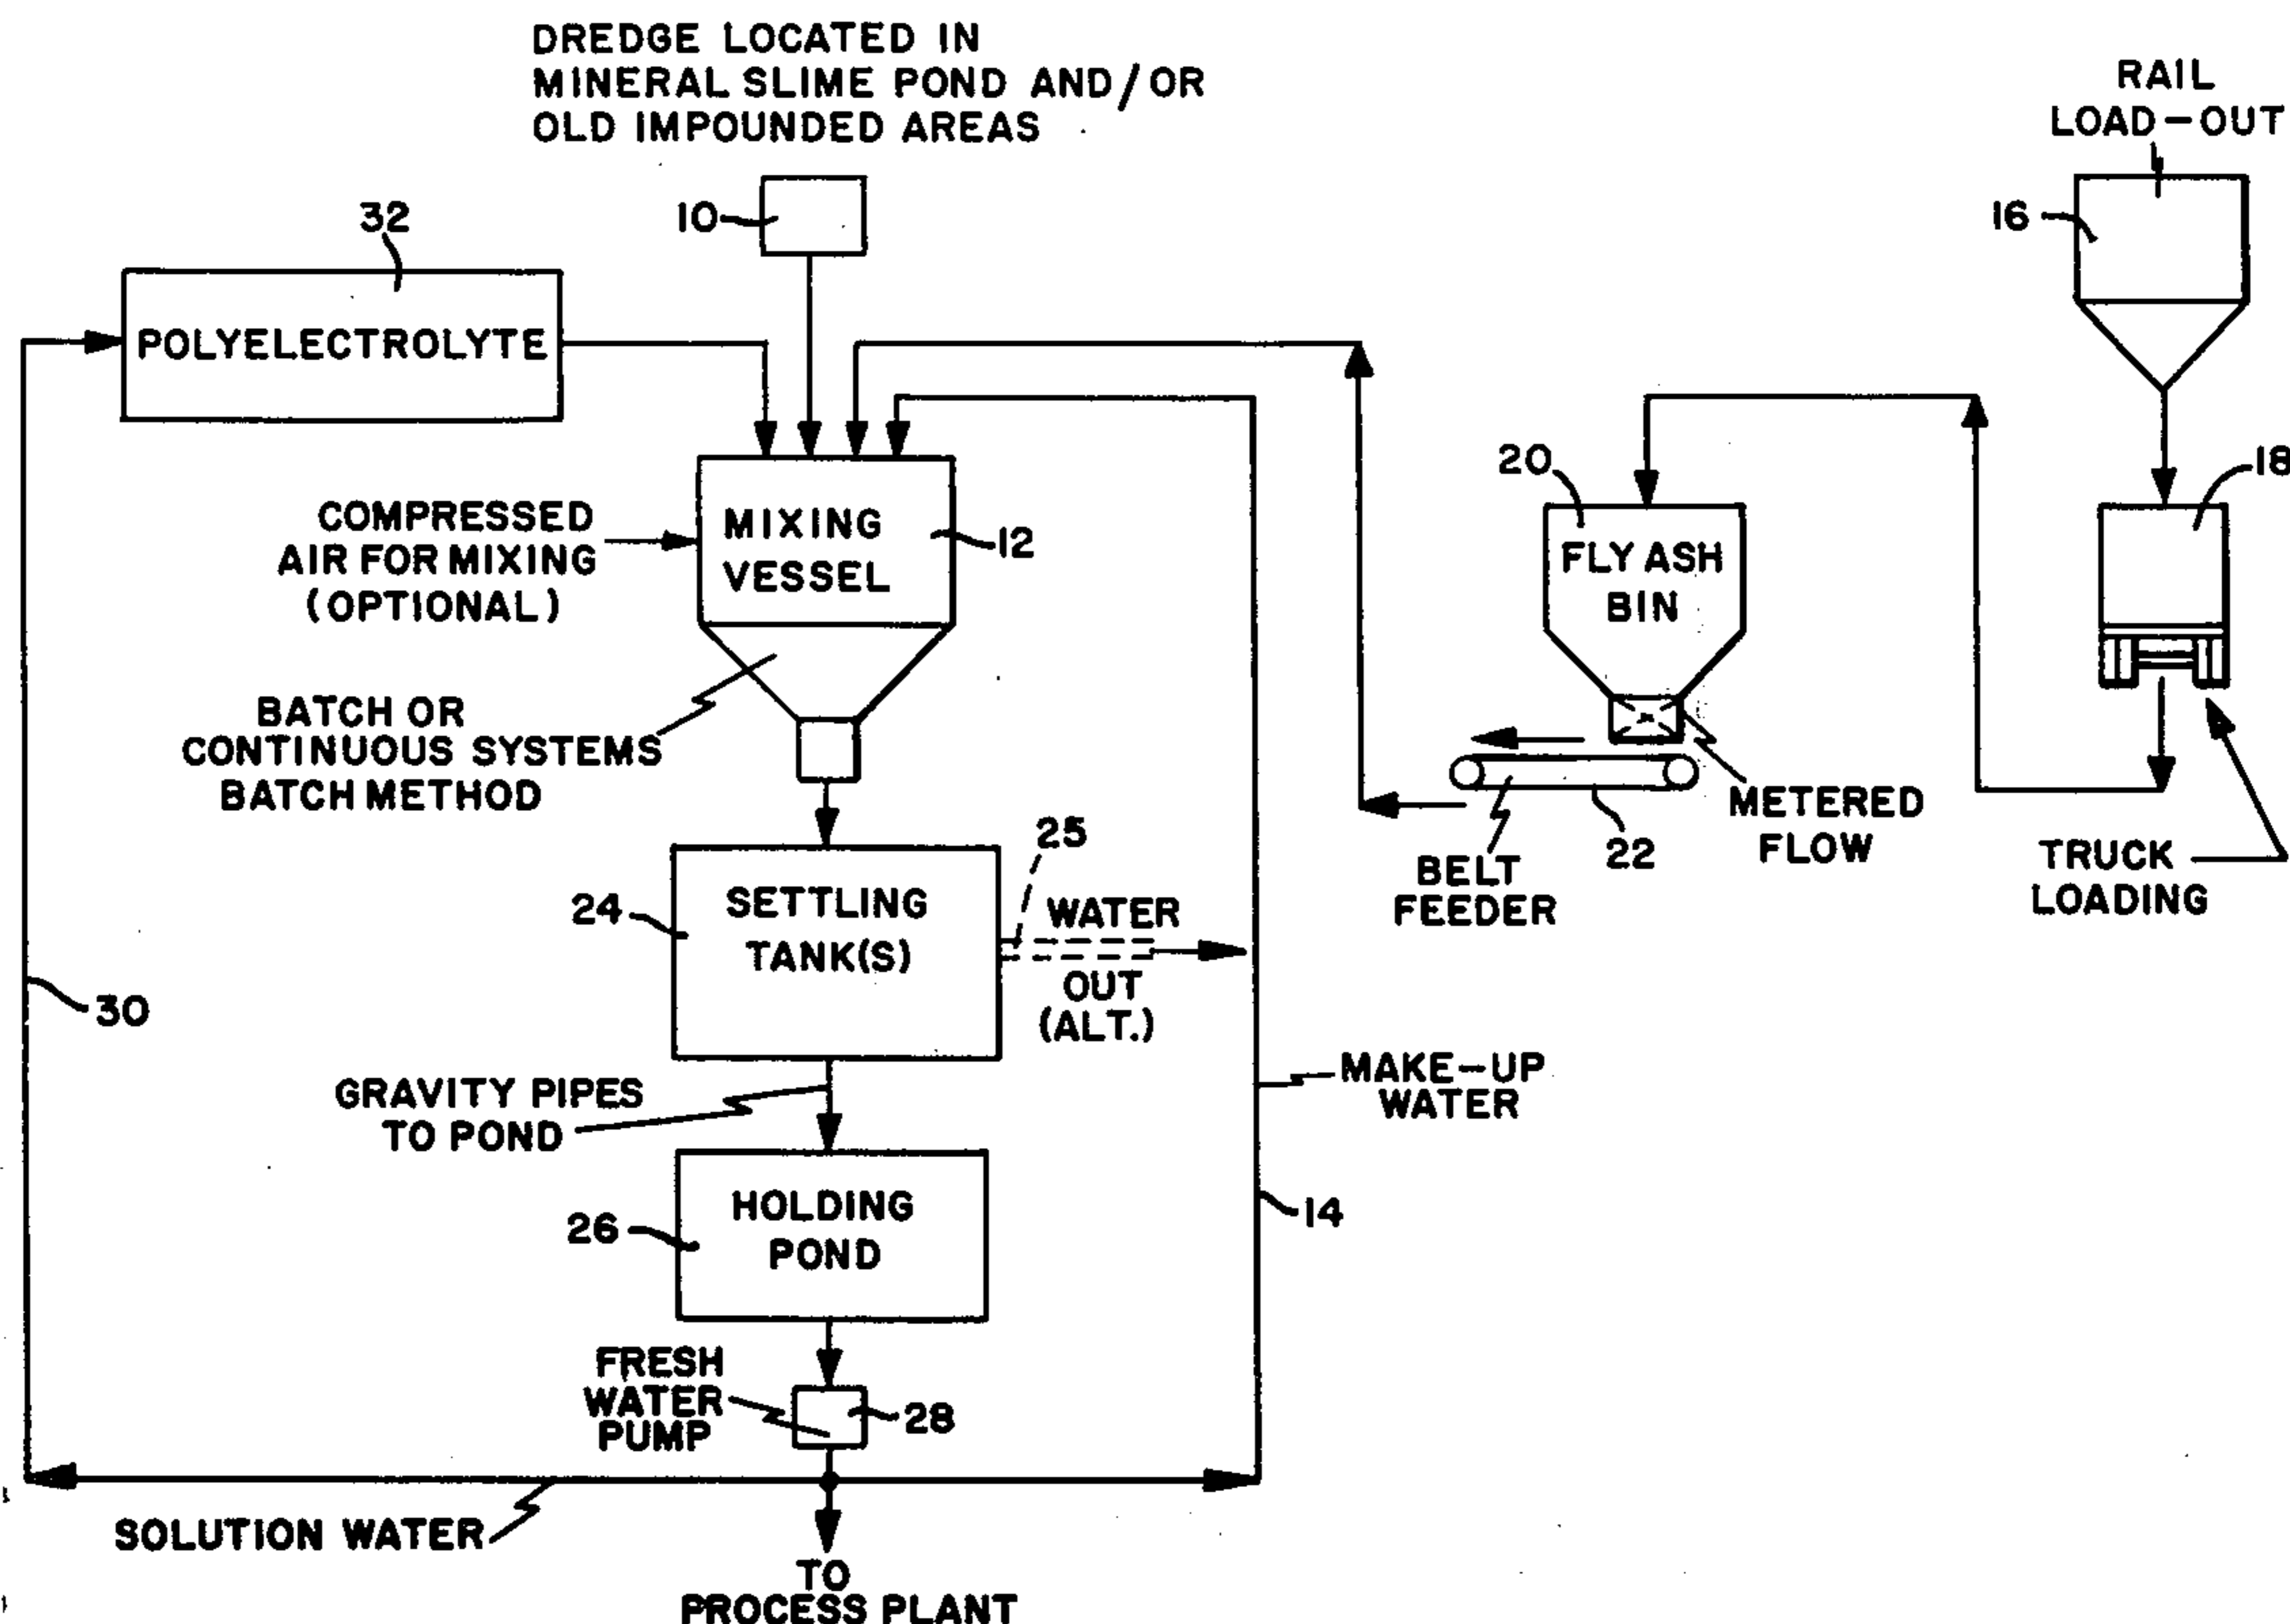 DREDGE LOCATED IN
MINERAL SLIME POND AND/OR
OLD IMPOUNDED AREAS
RAIL
LOAD-OUT
32
10
16
POLYELECTROLYTE
20
18
COMPRESSED
AIR FOR MIXING
(OPTIONAL)
MIXING
VESSEL
12
FLY ASH
BIN
BATCH OR
CONTINUOUS SYSTEMS
BATCH METHOD
METERED
FLOW
22
BELT
FEEDER
TRUCK
LOADING
25
24
SETTLING
TANK(S)
WATER
OUT
(ALT.)
30
GRAVITY PIPES
TO POND
MAKE-UP
WATER
26
HOLDING
POND
14
FRESH
WATER
PUMP
28
SOLUTION WATER
TO
PROCESS PLANT